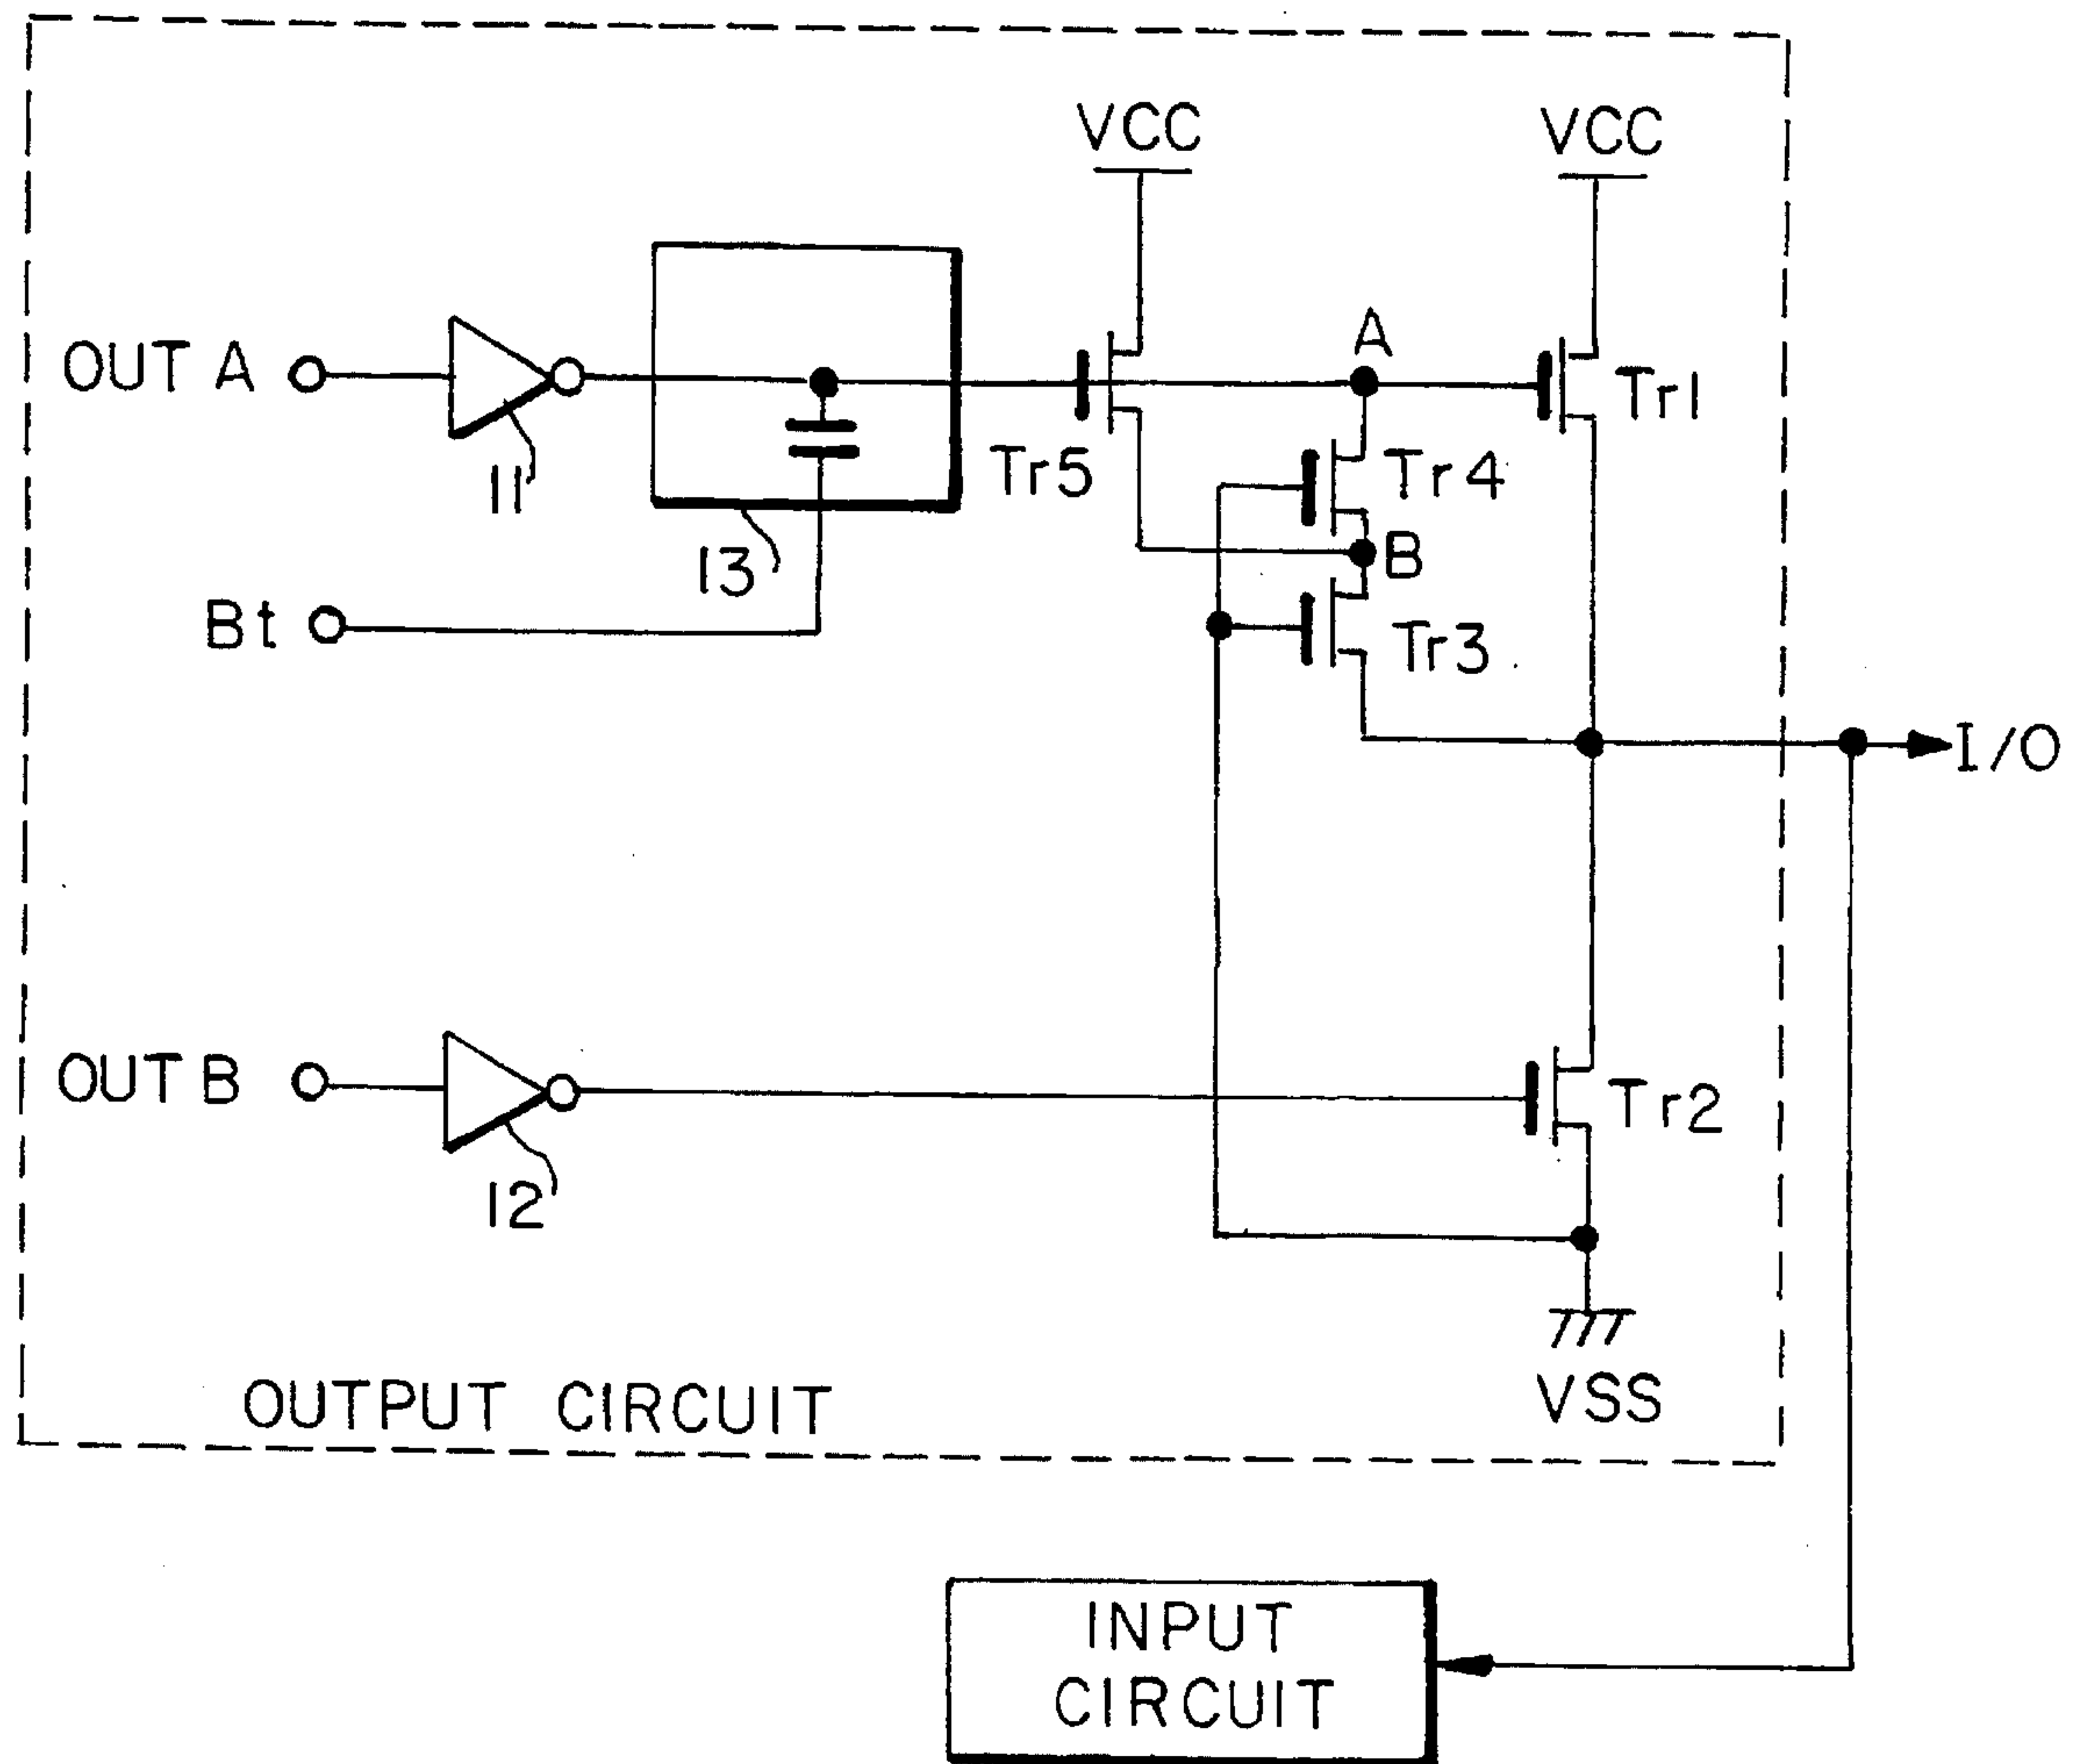 VCC
VCC
OUT A
A
Tr1
11
Tr5
Tr4
13
B
Bt
Tr3
I/O
OUT B
Tr2
12
VSS
OUTPUT CIRCUIT
INPUT
CIRCUIT